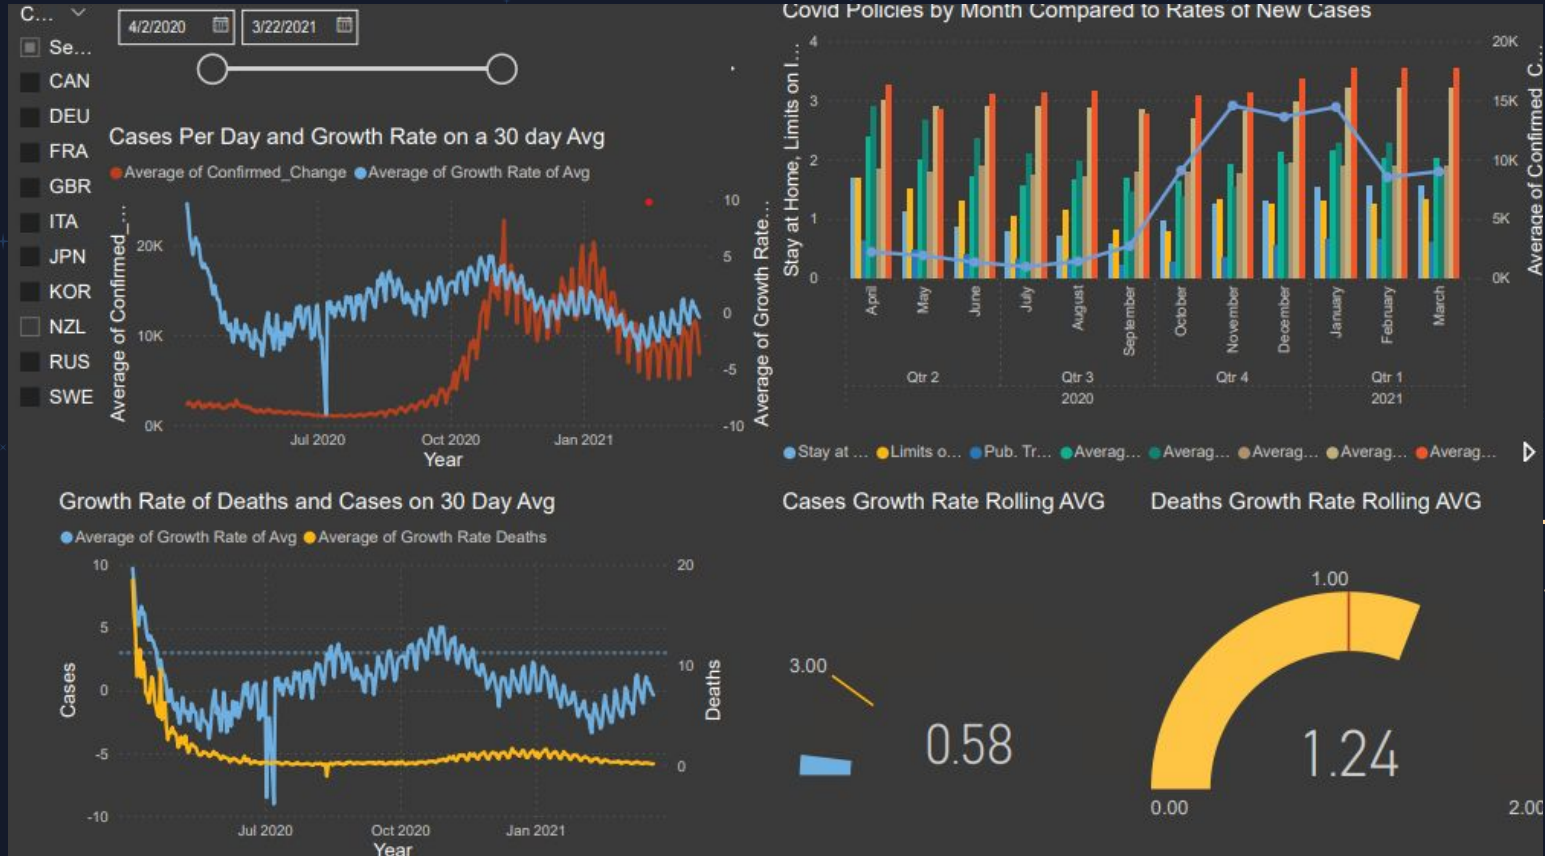 C...
Se...
CAN
DEU
FRA
GBR
ITA
JPN
KOR
NZL
RUS
SWE
4/2/2020
3/22/2021
Cases Per Day and Growth Rate on a 30 day Avg
Average of Confirmed_Change Average of Growth Rate of Avg
Average of Confirmed_...
20K
10K
0K
10
5
0
-5
-10
Average of Growth Rate...
Jul 2020 Oct 2020 Jan 2021
Year
Covid Policies by Month Compared to Rates of New Cases
Stay at Home, Limits on I...
4
3
2
1
0
20K
15K
10K
5K
0K
Average of Confirmed_C...
April May June July August September October November December January February March
Qtr 2 Qtr 3 Qtr 4 Qtr 1
2020 2021
Stay at ... Limits o... Pub. Tr... Averag... Averag... Averag... Averag... Averag...
Growth Rate of Deaths and Cases on 30 Day Avg
Average of Growth Rate of Avg Average of Growth Rate Deaths
Cases
10
5
0
-5
-10
20
10
0
Deaths
Jul 2020 Oct 2020 Jan 2021
Year
Cases Growth Rate Rolling AVG
3.00
0.58
Deaths Growth Rate Rolling AVG
1.00
1.24
0.00
2.00